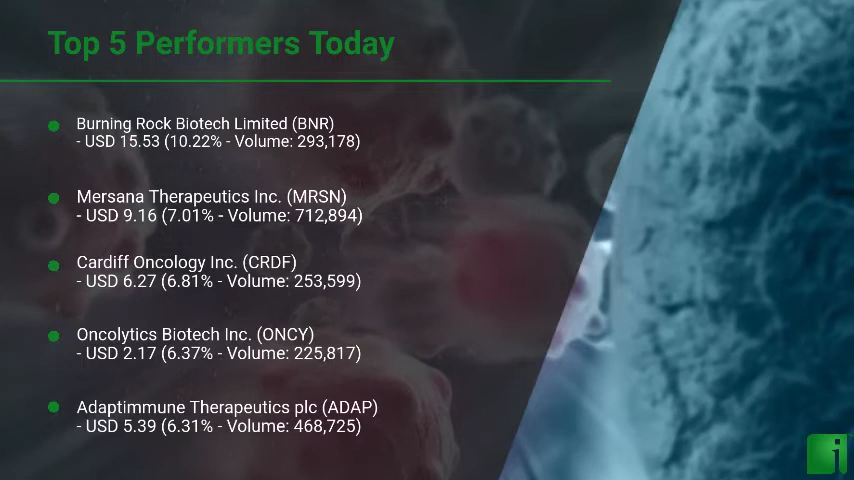 Top 5 Performers Today
Burning Rock Biotech Limited (BNR)
- USD 15.53 (10.22% - Volume: 293,178)
Mersana Therapeutics Inc. (MRSN)
- USD 9.16 (7.01% - Volume: 712,894)
Cardiff Oncology Inc. (CRDF)
- USD 6.27 (6.81% - Volume: 253,599)
Oncolytics Biotech Inc. (ONCY)
- USD 2.17 (6.37% - Volume: 225,817)
Adaptimmune Therapeutics plc (ADAP)
- USD 5.39 (6.31% - Volume: 468,725)
i